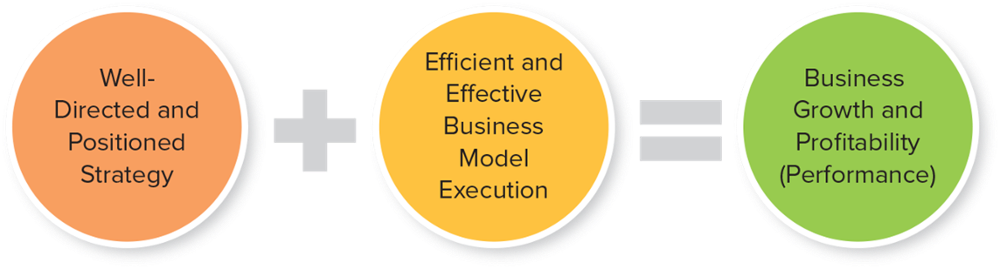 Well-
Directed and
Positioned
Strategy
+
Efficient and
Effective
Business
Model
Execution
=
Business
Growth and
Profitability
(Performance)